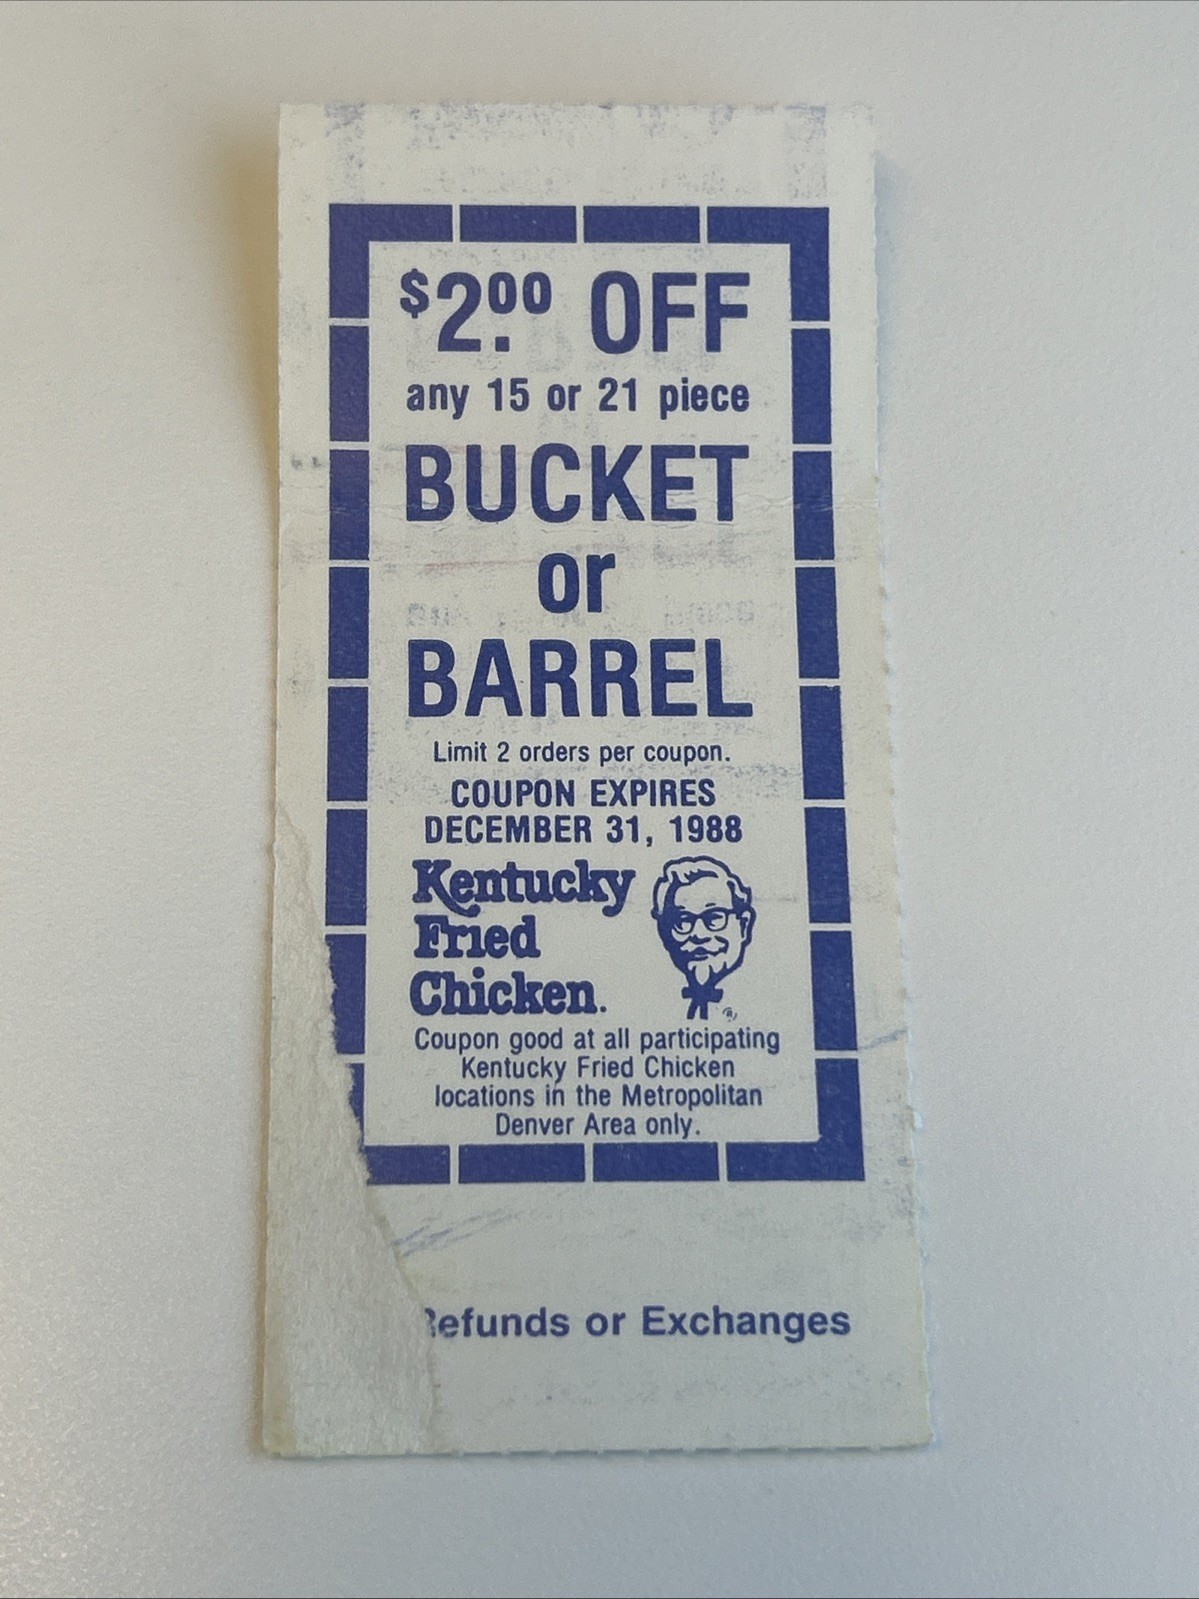 $2.00 OFF
any 15 or 21 piece
BUCKET
or
BARREL
Limit 2 orders per coupon.
COUPON EXPIRES
DECEMBER 31, 1988
Kentucky
Fried
Chicken.
®
Coupon good at all participating
Kentucky Fried Chicken
locations in the Metropolitan
Denver Area only.
Refunds or Exchanges